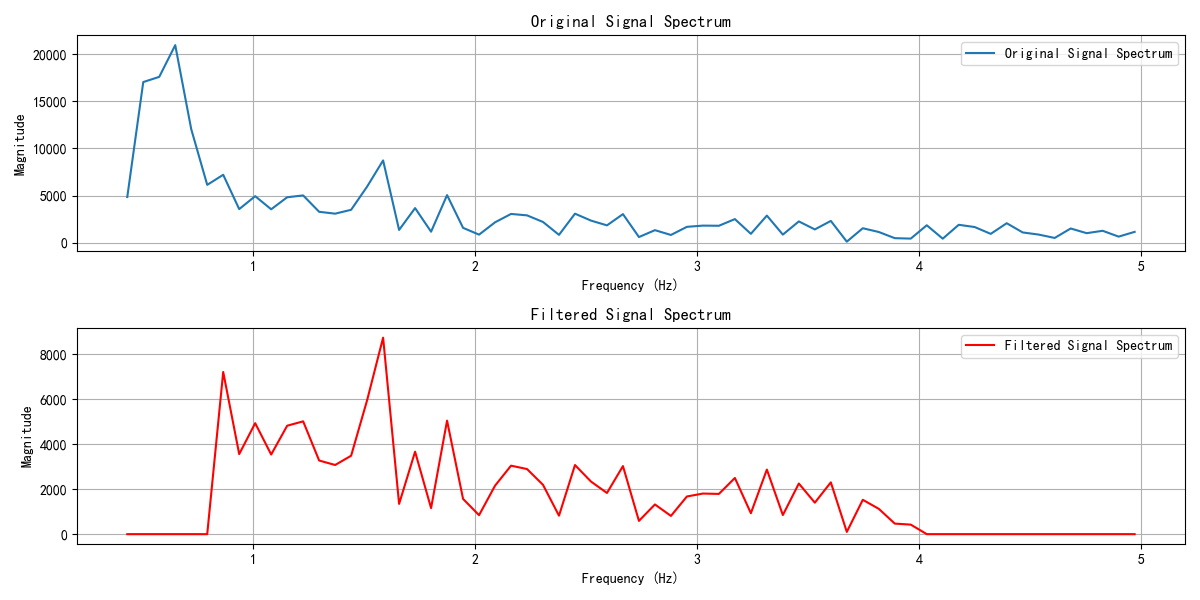 Original Signal Spectrum
Original Signal Spectrum
Magnitude
20000
15000
10000
5000
0
1 2 3 4 5
Frequency (Hz)
Filtered Signal Spectrum
Filtered Signal Spectrum
Magnitude
8000
6000
4000
2000
0
1 2 3 4 5
Frequency (Hz)